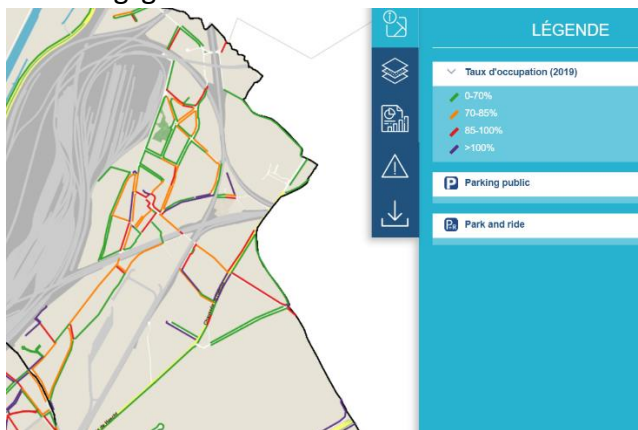 LÉGENDE
Taux d'occupation (2019)
0-70%
70-85%
85-100%
>100%
P Parking public
P+R Park and ride